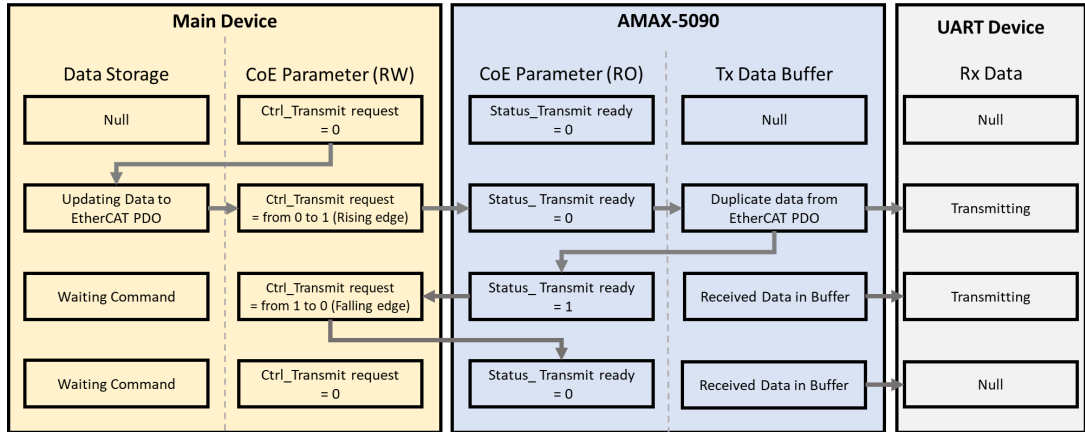 Main Device
AMAX-5090
UART Device
Data Storage
CoE Parameter (RW)
CoE Parameter (RO)
Tx Data Buffer
Rx Data
Null
Ctrl_Transmit request
= 0
Status_Transmit ready
= 0
Null
Null
Updating Data to
EtherCAT PDO
Ctrl_Transmit request
= from 0 to 1 (Rising edge)
Status_ Transmit ready
= 0
Duplicate data from
EtherCAT PDO
Transmitting
Waiting Command
Ctrl_Transmit request
= from 1 to 0 (Falling edge)
Status_ Transmit ready
= 1
Received Data in Buffer
Transmitting
Waiting Command
Ctrl_Transmit request
= 0
Status_ Transmit ready
= 0
Received Data in Buffer
Null